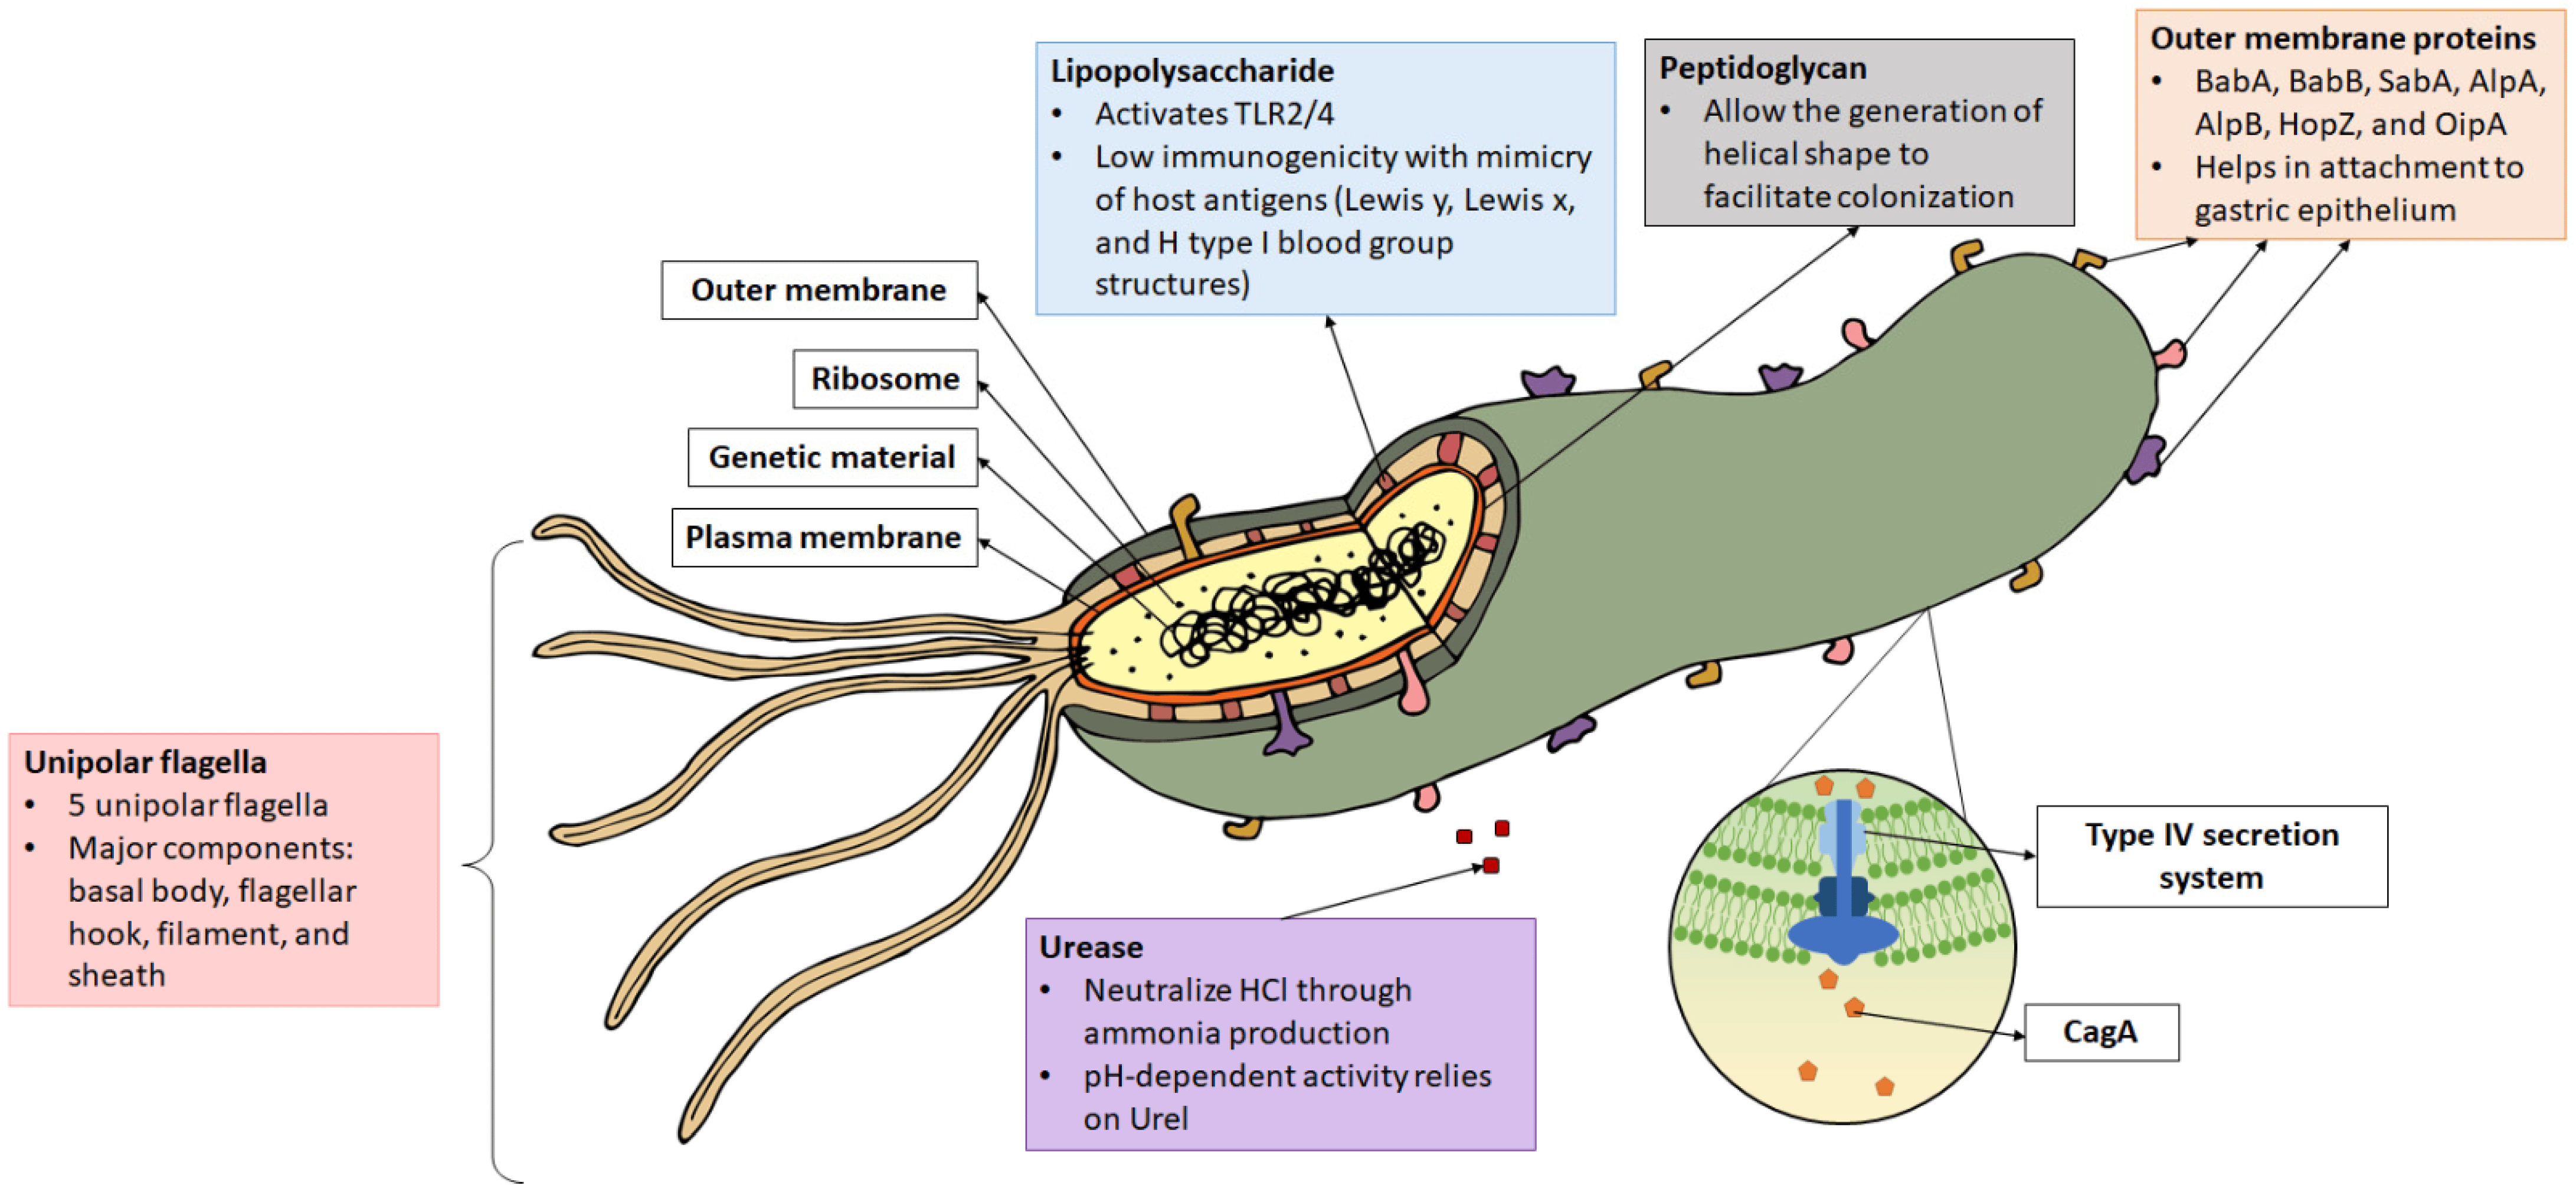 Lipopolysaccharide
• Activates TLR2/4
• Low immunogenicity with mimicry
of host antigens (Lewis y, Lewis x,
and H type I blood group
structures)
Peptidoglycan
• Allow the generation of
helical shape to
facilitate colonization
Outer membrane proteins
• BabA, BabB, SabA, AlpA,
AlpB, HopZ, and OipA
• Helps in attachment to
gastric epithelium
Outer membrane
Ribosome
Genetic material
Plasma membrane
Unipolar flagella
• 5 unipolar flagella
• Major components:
basal body, flagellar
hook, filament, and
sheath
Urease
• Neutralize HCl through
ammonia production
• pH-dependent activity relies
on UreI
Type IV secretion
system
CagA